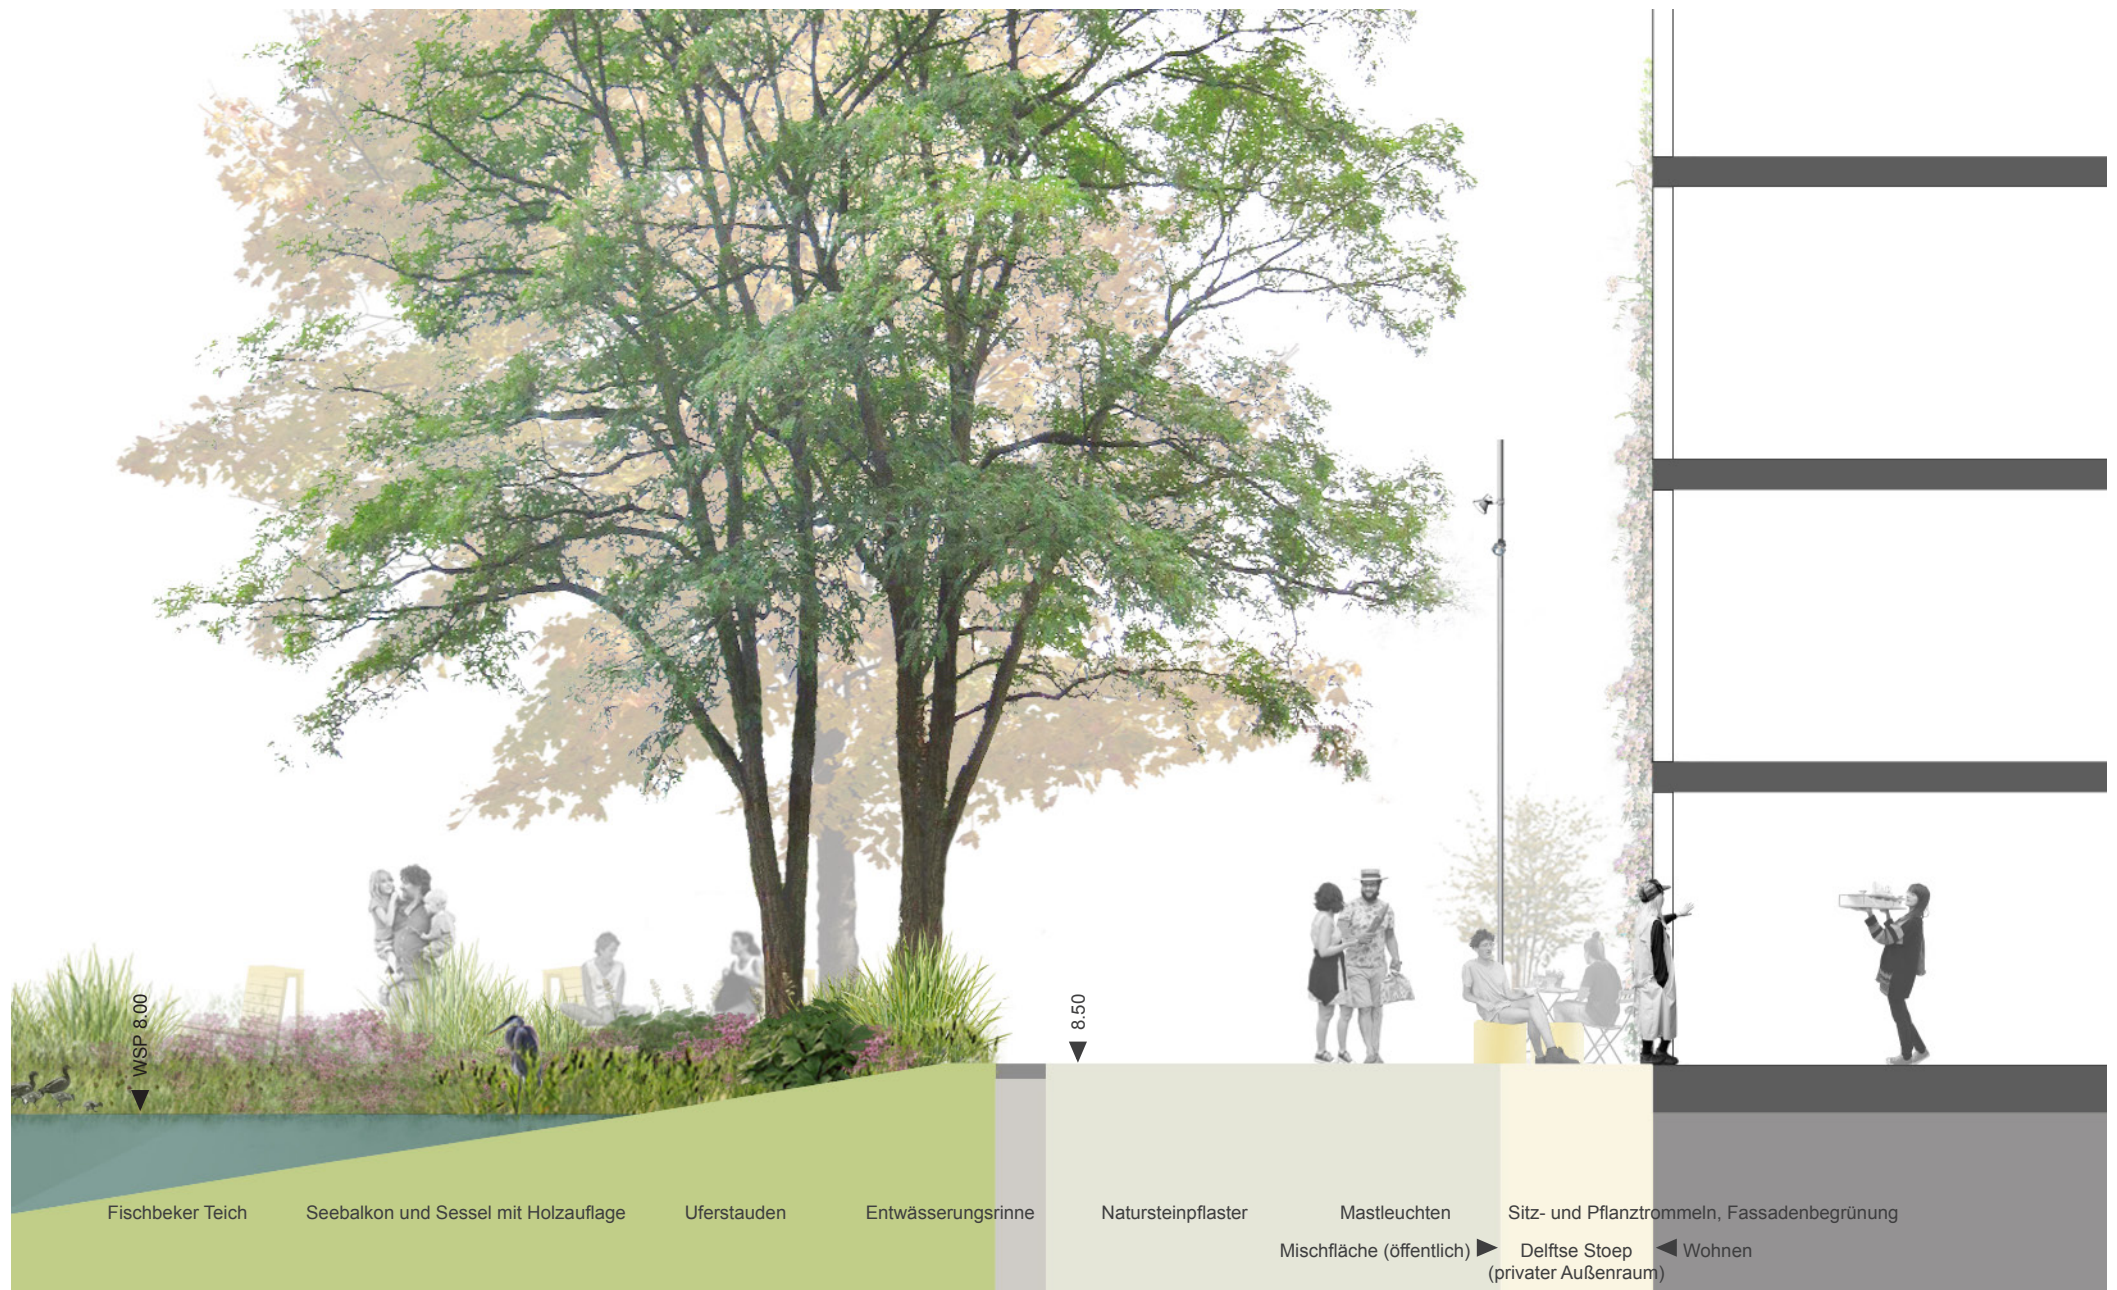 WSP 8.00
8.50
Fischbeker Teich
Seebalkon und Sessel mit Holzauflage
Uferstauden
Entwässerungsrinne
Natursteinpflaster
Mastleuchten
Sitz- und Pflanztrommeln, Fassadenbegrünung
Mischfläche (öffentlich)
Delftse Stoep
(privater Außenraum)
Wohnen